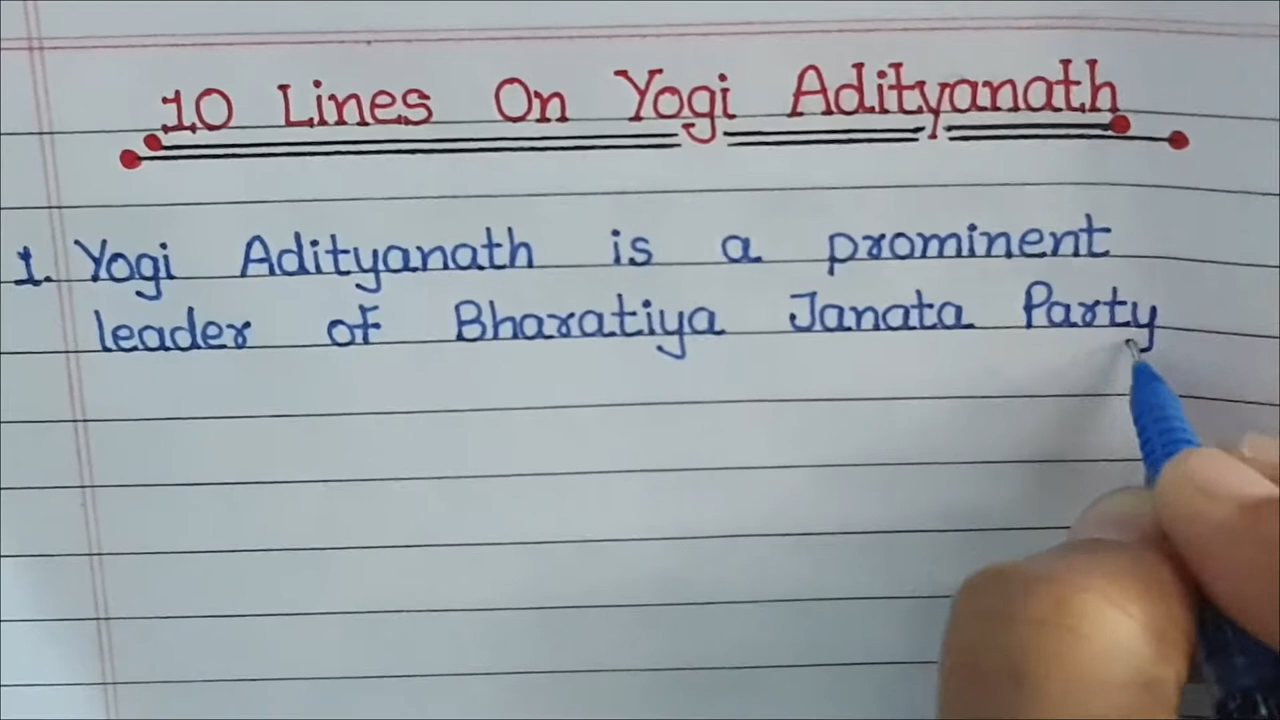 10 Lines On Yogi Adityanath
1. Yogi Adityanath is a prominent
leader of Bharatiya Janata Party